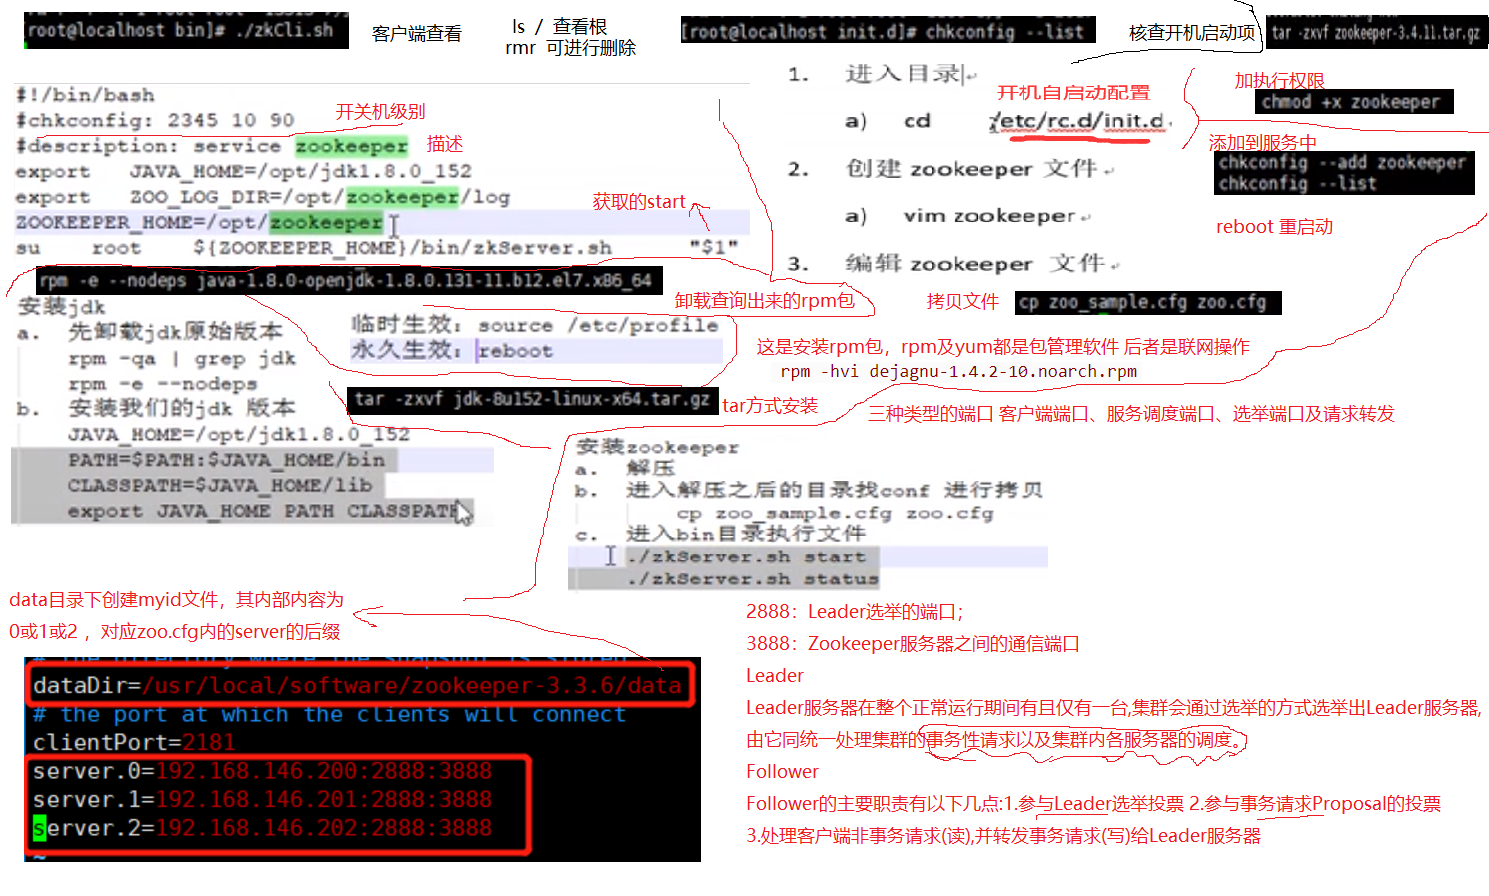 [root@localhost bin]# ./zkCli.sh
客户端查看
ls / 查看根
rmr 可进行删除
[root@localhost init.d]# chkconfig --list
核查开机启动项
tar -zxvf zookeeper-3.4.11.tar.gz
#!/bin/bash
#chkconfig: 2345 10 90
开关机级别
#description: service zookeeper
描述
export JAVA_HOME=/opt/jdk1.8.0_152
export ZOO_LOG_DIR=/opt/zookeeper/log
ZOOKEEPER_HOME=/opt/zookeeper
获取的start
su root ${ZOOKEEPER_HOME}/bin/zkServer.sh "$1"
1. 进入目录
开机自启动配置
a) cd /etc/rc.d/init.d
2. 创建 zookeeper 文件
a) vim zookeeper
3. 编辑 zookeeper 文件
加执行权限
chmod +x zookeeper
添加到服务中
chkconfig --add zookeeper
chkconfig --list
reboot 重启动
rpm -e --nodeps java-1.8.0-openjdk-1.8.0.131-11.b12.el7.x86_64
卸载查询出来的rpm包
拷贝文件
cp zoo_sample.cfg zoo.cfg
安装jdk
a. 先卸载jdk原始版本
rpm -qa | grep jdk
rpm -e --nodeps
b. 安装我们的jdk 版本
JAVA_HOME=/opt/jdk1.8.0_152
PATH=$PATH:$JAVA_HOME/bin
CLASSPATH=$JAVA_HOME/lib
export JAVA_HOME PATH CLASSPATH
临时生效: source /etc/profile
永久生效: reboot
tar -zxvf jdk-8u152-linux-x64.tar.gz
tar方式安装
这是安装rpm包，rpm及yum都是包管理软件 后者是联网操作
rpm -hvi dejagnu-1.4.2-10.noarch.rpm
三种类型的端口 客户端端口、服务调度端口、选举端口及请求转发
安装zookeeper
a. 解压
b. 进入解压之后的目录找conf 进行拷贝
cp zoo_sample.cfg zoo.cfg
c. 进入bin目录执行文件
./zkServer.sh start
./zkServer.sh status
data目录下创建myid文件，其内部内容为
0或1或2，对应zoo.cfg内的server的后缀
# the directory where the snapshot is stored
dataDir=/usr/local/software/zookeeper-3.3.6/data
# the port at which the clients will connect
clientPort=2181
server.0=192.168.146.200:2888:3888
server.1=192.168.146.201:2888:3888
server.2=192.168.146.202:2888:3888
~
2888：Leader选举的端口；
3888：Zookeeper服务器之间的通信端口
Leader
Leader服务器在整个正常运行期间有且仅有一台,集群会通过选举的方式选举出Leader服务器,
由它同统一处理集群的事务性请求以及集群内各服务器的调度。
Follower
Follower的主要职责有以下几点:1.参与Leader选举投票 2.参与事务请求Proposal的投票
3.处理客户端非事务请求(读),并转发事务请求(写)给Leader服务器